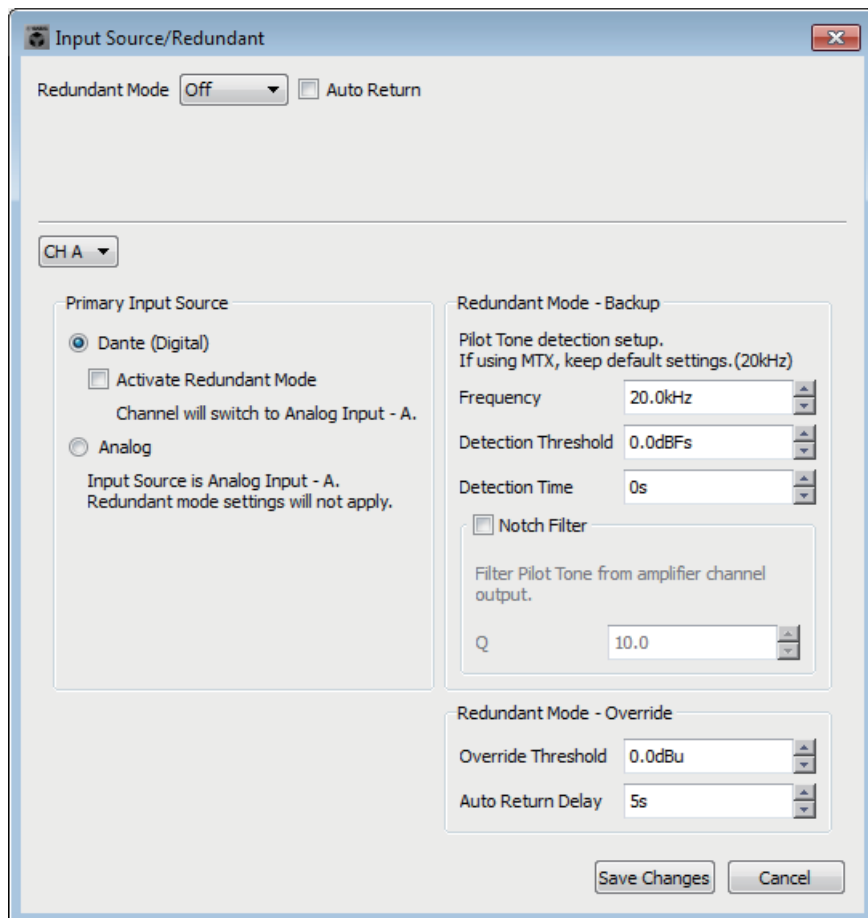 Input Source/Redundant
Redundant Mode Off Auto Return
CH A
Primary Input Source
Dante (Digital)
Activate Redundant Mode
Channel will switch to Analog Input - A.
Analog
Input Source is Analog Input - A.
Redundant mode settings will not apply.
Redundant Mode - Backup
Pilot Tone detection setup.
If using MTX, keep default settings.(20kHz)
Frequency 20.0kHz
Detection Threshold 0.0dBFs
Detection Time 0s
Notch Filter
Filter Pilot Tone from amplifier channel
output.
Q 10.0
Redundant Mode - Override
Override Threshold 0.0dBu
Auto Return Delay 5s
Save Changes Cancel